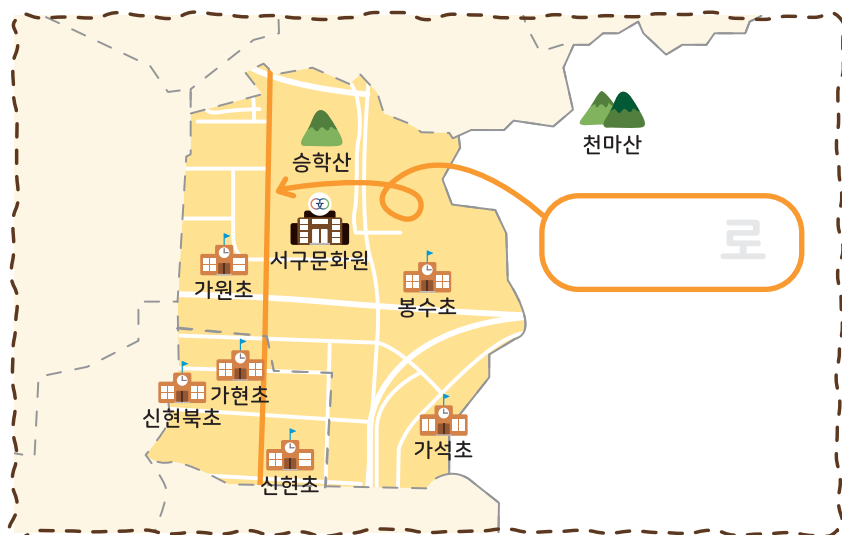 천마산
승학산
로
서구문화원
가원초
봉수초
가현초
신현북초
가석초
신현초